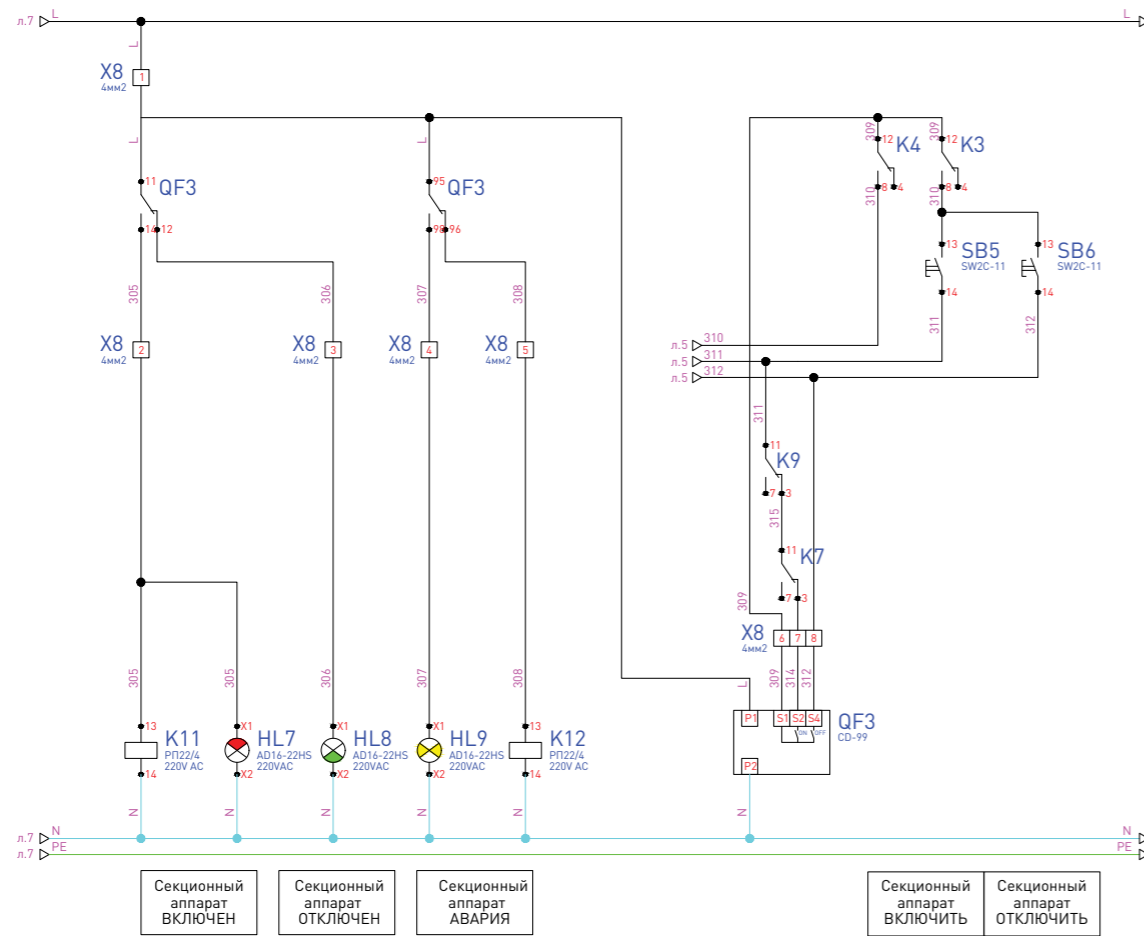 л.7 L L
L
X8
4мм2
1
L L 309 309
12 K4 12 K3
11 QF3 95 QF3
8 4 8 4
310 310
14 12 98 96
13 SB5 13 SB6
SW2C-11 SW2C-11
14 14
305 306 307 308
311 312
X8 2 X8 3 X8 4 X8 5
4мм2 4мм2 4мм2 4мм2
л.5 310
л.5 311
л.5 312
311
11
K9
7 3
315
11
K7
7 3
309
X8 6 7 8
4мм2
305 305 306 307 308 L 309 314 312
13 X1 X1 X1 13 P1 S1 S2 S4
K11 HL7 HL8 HL9 K12 QF3
РП22/4 AD16-22HS AD16-22HS AD16-22HS РП22/4 ON OFF CD-99
220V AC 220VAC 220VAC 220VAC 220V AC
14 X2 X2 X2 14 P2
N N N N N N
л.7 N N
л.7 PE PE
Секционный
аппарат
ВКЛЮЧЕН
Секционный
аппарат
ОТКЛЮЧЕН
Секционный
аппарат
АВАРИЯ
Секционный
аппарат
ВКЛЮЧИТЬ
Секционный
аппарат
ОТКЛЮЧИТЬ